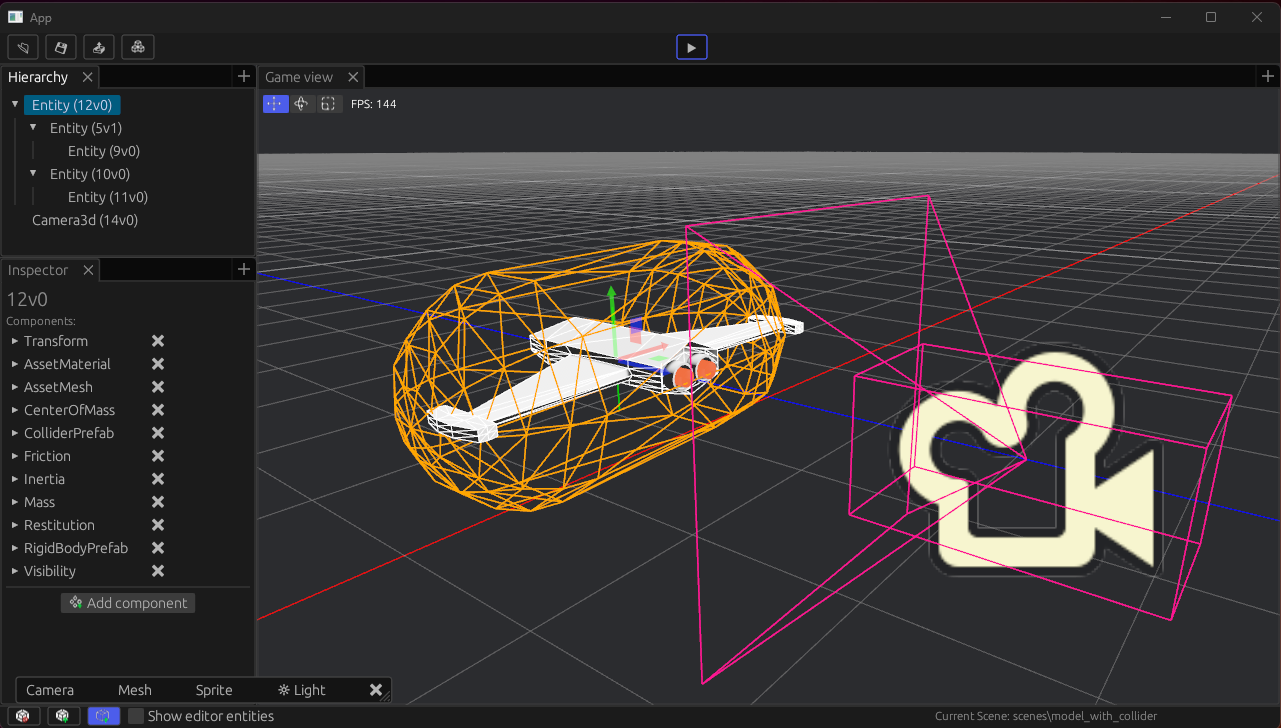 App
Hierarchy
Game view
Entity (12v0)
FPS: 144
Entity (5v1)
Entity (9v0)
Entity (10v0)
Entity (11v0)
Camera3d (14v0)
Inspector
12v0
Components:
Transform
AssetMaterial
AssetMesh
CenterOfMass
ColliderPrefab
Friction
Inertia
Mass
Restitution
RigidBodyPrefab
Visibility
Add component
Camera Mesh Sprite Light
Show editor entities
Current Scene: scenes\model_with_collider